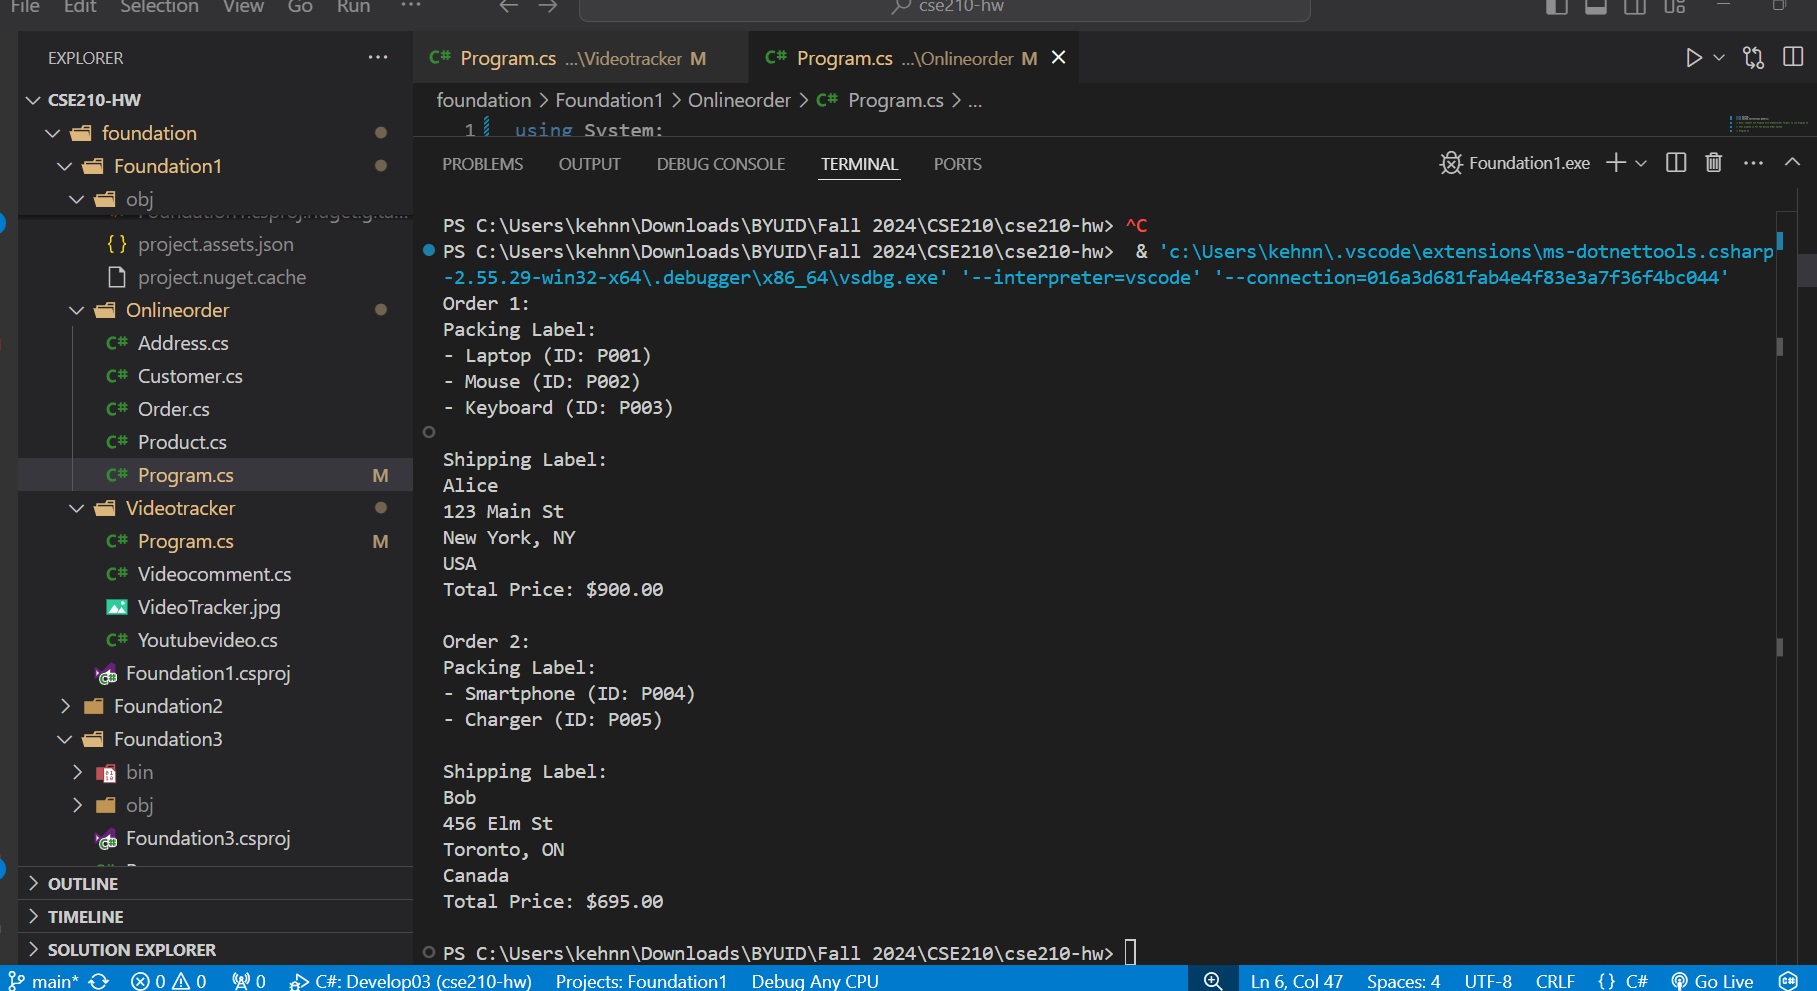 File Edit Selection View Go Run ··· cse210-hw
EXPLORER ···
CSE210-HW
foundation
Foundation1
obj
project.assets.json
project.nuget.cache
Onlineorder
C# Address.cs
C# Customer.cs
C# Order.cs
C# Product.cs
C# Program.cs M
Videotracker
C# Program.cs M
C# Videocomment.cs
VideoTracker.jpg
C# Youtubevideo.cs
Foundation1.csproj
Foundation2
Foundation3
bin
obj
Foundation3.csproj
OUTLINE
TIMELINE
SOLUTION EXPLORER
C# Program.cs ...\Videotracker M C# Program.cs ...\Onlineorder M
foundation > Foundation1 > Onlineorder > C# Program.cs > ...
1 using System;
PROBLEMS OUTPUT DEBUG CONSOLE TERMINAL PORTS Foundation1.exe
PS C:\Users\kehnn\Downloads\BYUID\Fall 2024\CSE210\cse210-hw> ^C
PS C:\Users\kehnn\Downloads\BYUID\Fall 2024\CSE210\cse210-hw>  & 'c:\Users\kehnn\.vscode\extensions\ms-dotnettools.csharp
-2.55.29-win32-x64\.debugger\x86_64\vsdbg.exe' '--interpreter=vscode' '--connection=016a3d681fab4e4f83e3a7f36f4bc044'
Order 1:
Packing Label:
- Laptop (ID: P001)
- Mouse (ID: P002)
- Keyboard (ID: P003)
Shipping Label:
Alice
123 Main St
New York, NY
USA
Total Price: $900.00
Order 2:
Packing Label:
- Smartphone (ID: P004)
- Charger (ID: P005)
Shipping Label:
Bob
456 Elm St
Toronto, ON
Canada
Total Price: $695.00
PS C:\Users\kehnn\Downloads\BYUID\Fall 2024\CSE210\cse210-hw>
main* 0 0 0 C#: Develop03 (cse210-hw) Projects: Foundation1 Debug Any CPU Ln 6, Col 47 Spaces: 4 UTF-8 CRLF {} C# Go Live